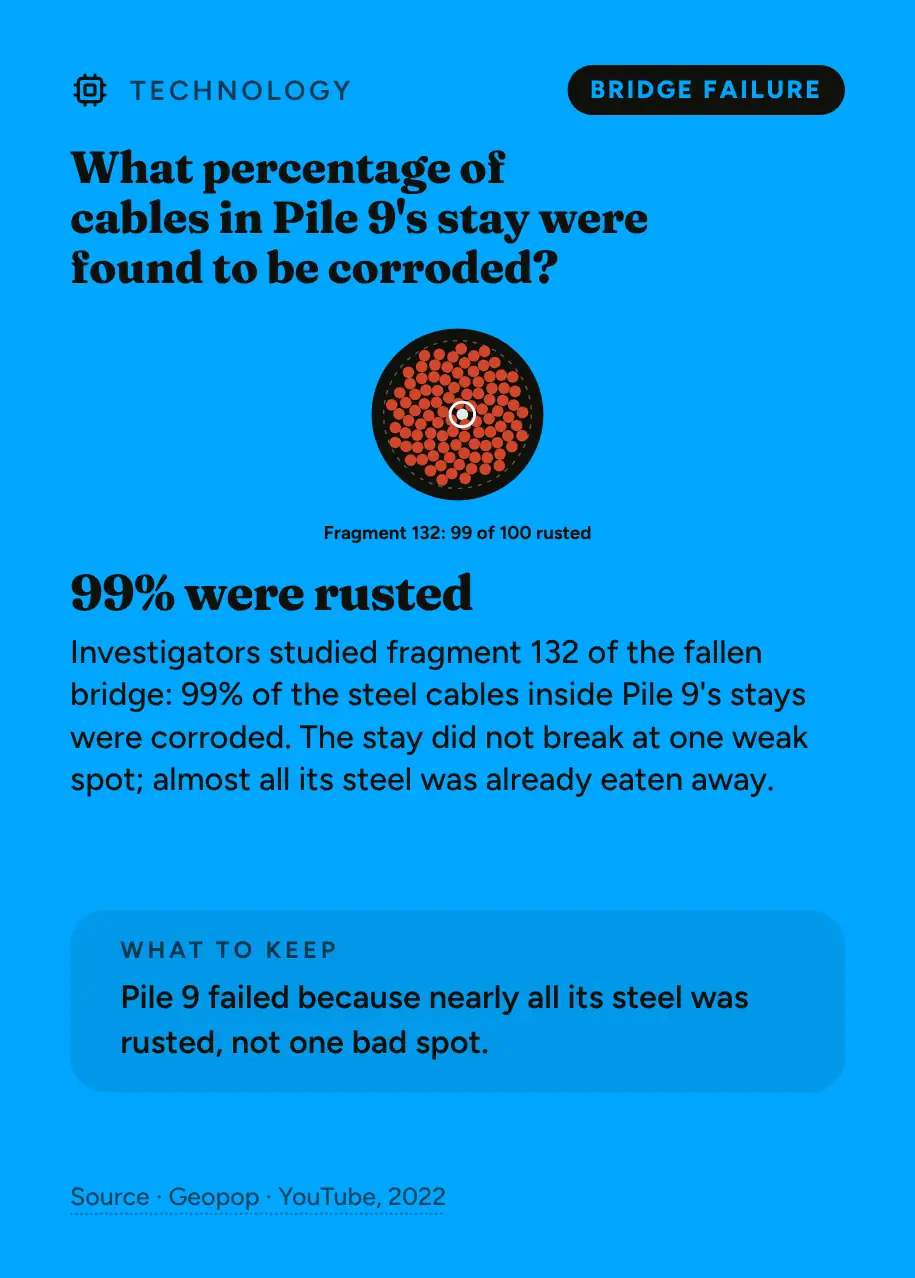 TECHNOLOGY
BRIDGE FAILURE
What percentage of
cables in Pile 9's stay were
found to be corroded?
Fragment 132: 99 of 100 rusted
99% were rusted
Investigators studied fragment 132 of the fallen
bridge: 99% of the steel cables inside Pile 9's stays
were corroded. The stay did not break at one weak
spot; almost all its steel was already eaten away.
WHAT TO KEEP
Pile 9 failed because nearly all its steel was
rusted, not one bad spot.
Source · Geopop · YouTube, 2022